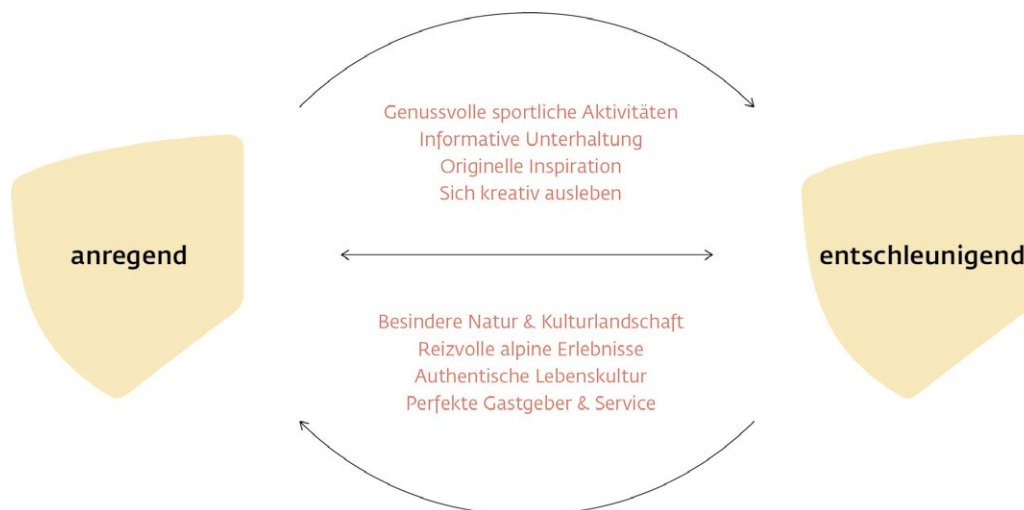 Genussvolle sportliche Aktivitäten
Informative Unterhaltung
Originelle Inspiration
Sich kreativ ausleben
anregend
entschleunigend
Besindere Natur & Kulturlandschaft
Reizvolle alpine Erlebnisse
Authentische Lebenskultur
Perfekte Gastgeber & Service